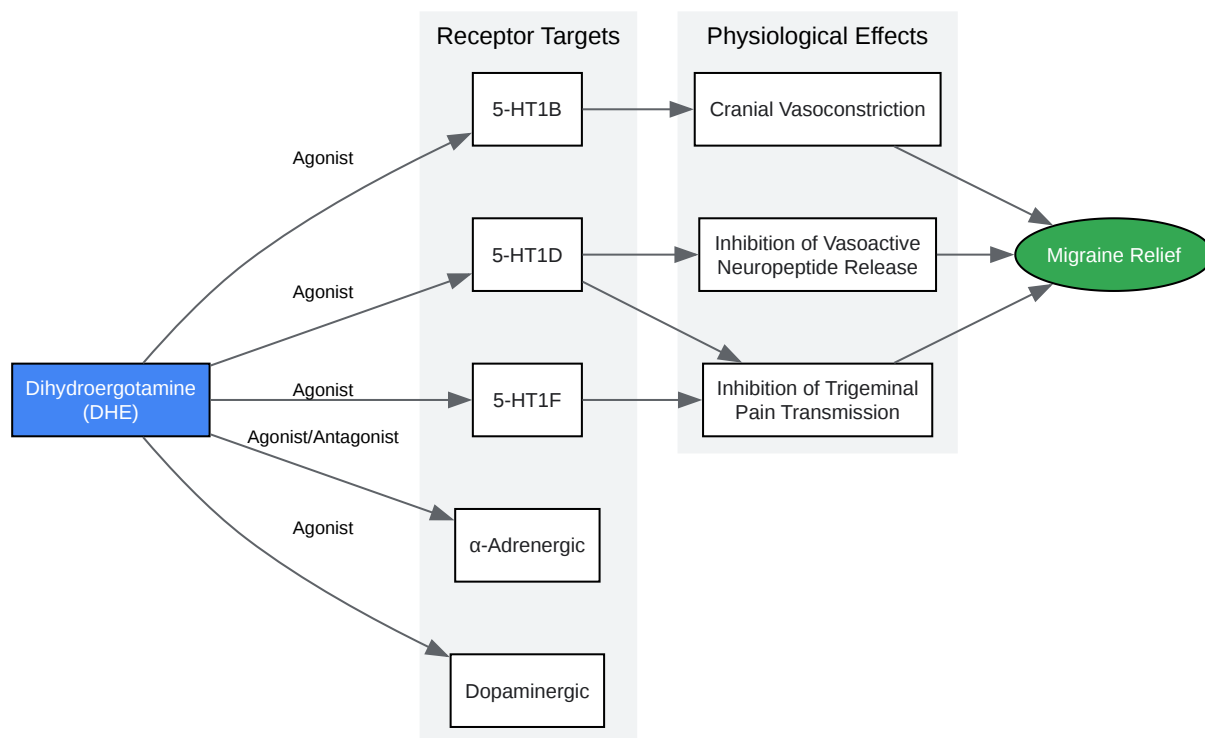 Receptor Targets
Physiological Effects
5-HT1B
Cranial Vasoconstriction
Agonist
5-HT1D
Inhibition of Vasoactive
Neuropeptide Release
Migraine Relief
Agonist
Dihydroergotamine
(DHE)
Agonist
5-HT1F
Inhibition of Trigeminal
Pain Transmission
Agonist/Antagonist
α-Adrenergic
Agonist
Dopaminergic